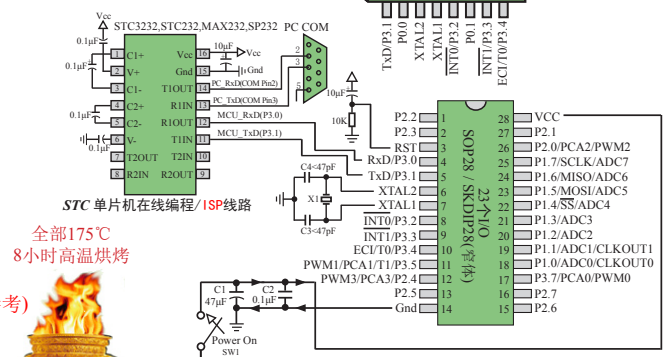 Vcc
STC3232,STC232,MAX232,SP232 PC COM
0.1μF
0.1μF
0.1μF
0.1μF
10μF
Vcc
Gnd
1 C1+ Vcc 16
2 V+ Gnd 15
3 C1- T1OUT 14 PC_RxD(COM Pin2)
4 C2+ R1IN 13 PC_TxD(COM Pin3)
5 C2- R1OUT 12 MCU_RxD(P3.0)
6 V- T1IN 11 MCU_TxD(P3.1)
7 T2OUT T2IN 10
8 R2IN R2OUT 9
2
3
5
STC 单片机在线编程/ISP线路
TxD/P3.1
P0.0
XTAL2
XTAL1
INT0/P3.2
P0.1
INT1/P3.3
ECI/T0/P3.4
10μF
10K
C4<47pF
X1
C3<47pF
SOP28 / SKDIP28(窄体)
23个I/O
P2.2 1 28 VCC
P2.3 2 27 P2.1
RST 3 26 P2.0/PCA2/PWM2
RxD/P3.0 4 25 P1.7/SCLK/ADC7
TxD/P3.1 5 24 P1.6/MISO/ADC6
XTAL2 6 23 P1.5/MOSI/ADC5
XTAL1 7 22 P1.4/SS/ADC4
INT0/P3.2 8 21 P1.3/ADC3
INT1/P3.3 9 20 P1.2/ADC2
ECI/T0/P3.4 10 19 P1.1/ADC1/CLKOUT1
PWM1/PCA1/T1/P3.5 11 18 P1.0/ADC0/CLKOUT0
PWM3/PCA3/P2.4 12 17 P3.7/PCA0/PWM0
P2.5 13 16 P2.7
Gnd 14 15 P2.6
全部175℃
8小时高温烘烤
考)
C1
47μF
C2
0.1μF
Power On
SW1